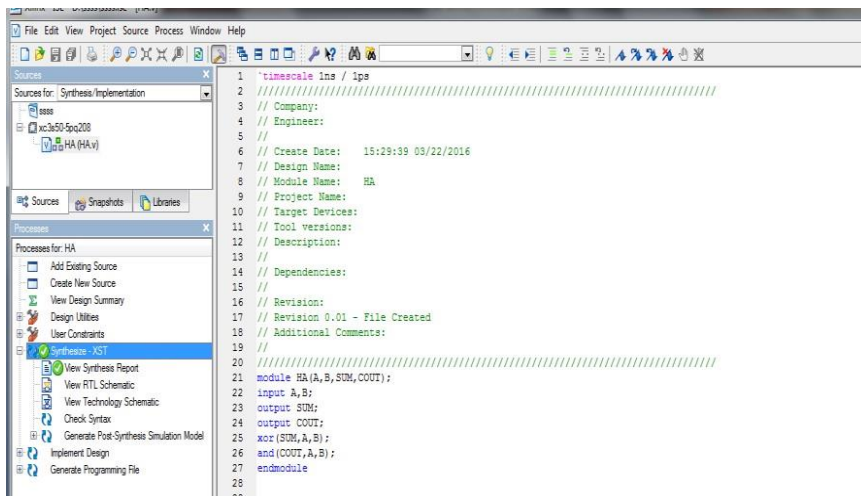 File Edit View Project Source Process Window Help
Sources
Sources for: Synthesis/Implementation
ssss
xc3s50-5pq208
HA (HA.v)
Sources Snapshots Libraries
Processes
Processes for: HA
Add Existing Source
Create New Source
View Design Summary
Design Utilities
User Constraints
Synthesize - XST
View Synthesis Report
View RTL Schematic
View Technology Schematic
Check Syntax
Generate Post-Synthesis Simulation Model
Implement Design
Generate Programming File
1 `timescale 1ns / 1ps
2 ////////////////////////////////////////////////////////////////////////////////
3 // Company:
4 // Engineer:
5 //
6 // Create Date: 15:29:39 03/22/2016
7 // Design Name:
8 // Module Name: HA
9 // Project Name:
10 // Target Devices:
11 // Tool versions:
12 // Description:
13 //
14 // Dependencies:
15 //
16 // Revision:
17 // Revision 0.01 - File Created
18 // Additional Comments:
19 //
20 ////////////////////////////////////////////////////////////////////////////////
21 module HA(A,B,SUM,COUT);
22 input A,B;
23 output SUM;
24 output COUT;
25 xor(SUM,A,B);
26 and(COUT,A,B);
27 endmodule
28